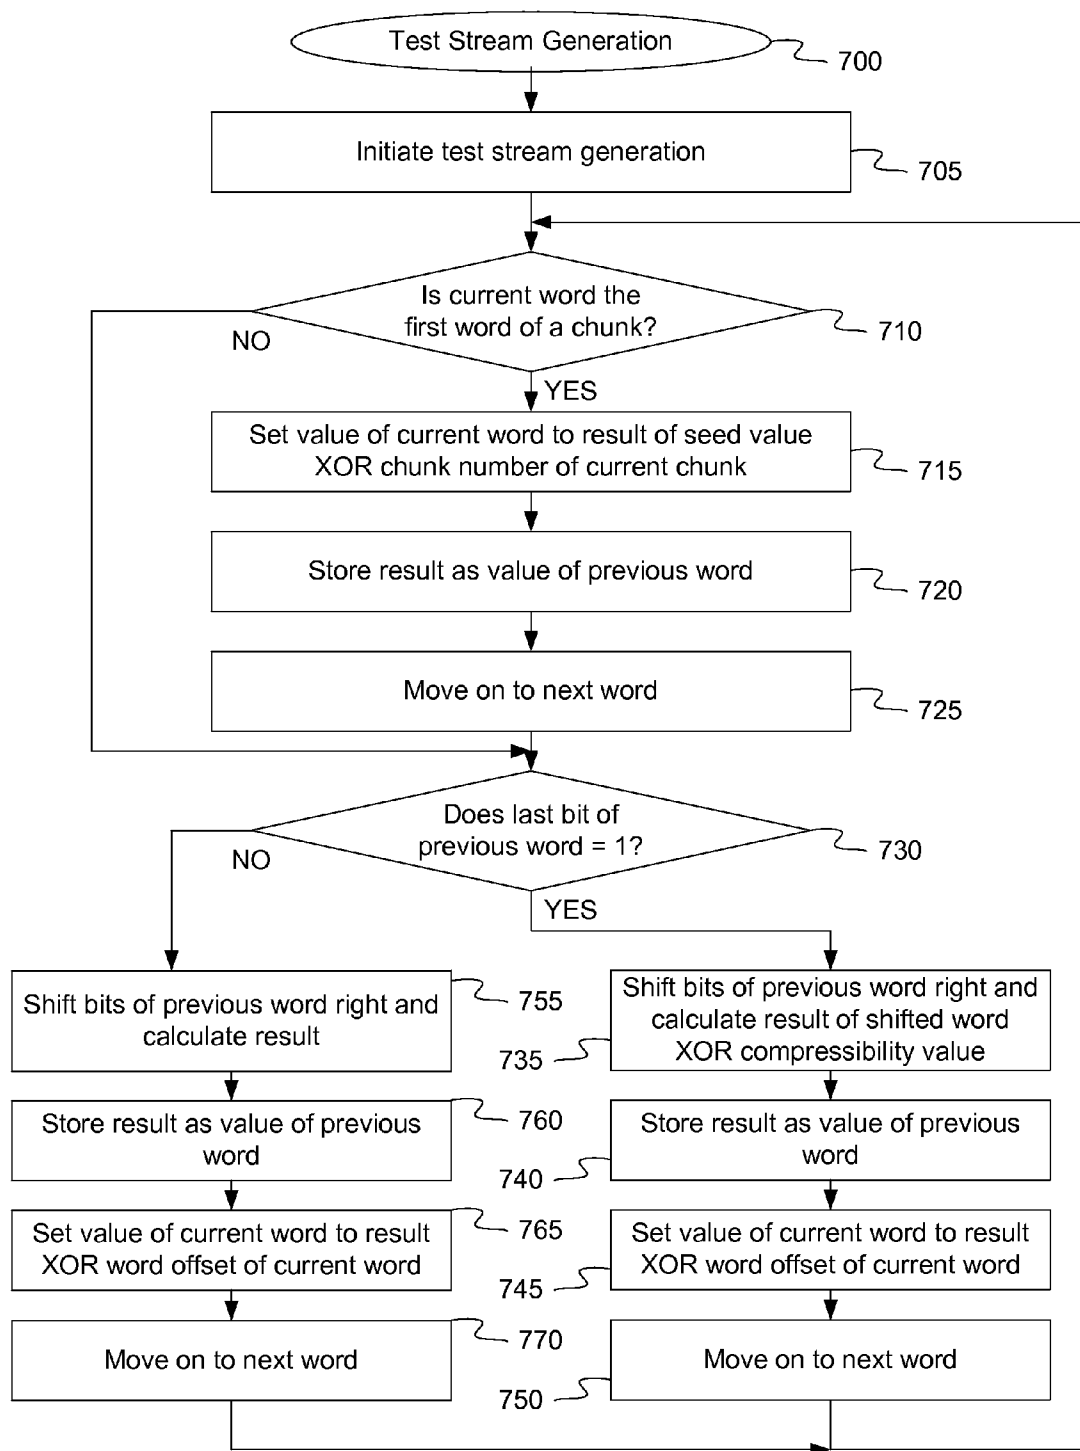 Test Stream Generation
700
Initiate test stream generation
705
Is current word the
first word of a chunk?
710
NO
YES
Set value of current word to result of seed value
XOR chunk number of current chunk
715
Store result as value of previous word
720
Move on to next word
725
Does last bit of
previous word = 1?
730
NO
YES
Shift bits of previous word right and
calculate result
755
Shift bits of previous word right and
calculate result of shifted word
XOR compressibility value
735
Store result as value of previous
word
760
Store result as value of previous
word
740
Set value of current word to result
XOR word offset of current word
765
Set value of current word to result
XOR word offset of current word
745
Move on to next word
770
Move on to next word
750